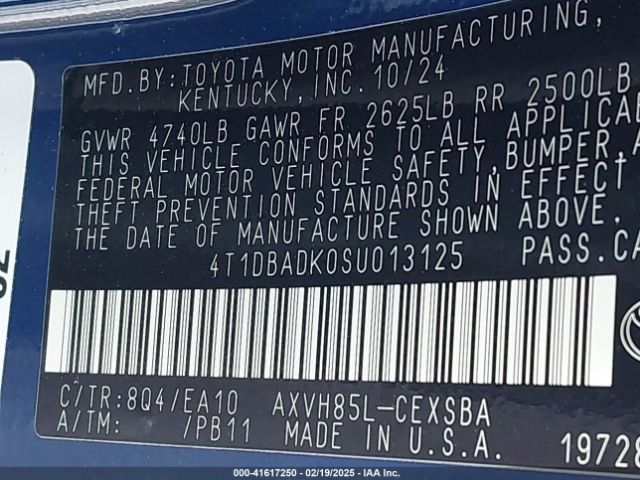 MFD. BY: TOYOTA MOTOR MANUFACTURING,
KENTUCKY, INC. 10/24
GVWR 4740LB GAWR FR 2625LB RR 2500LB
THIS VEHICLE CONFORMS TO ALL APPLICA
FEDERAL MOTOR VEHICLE SAFETY, BUMPER, A
THEFT PREVENTION STANDARDS IN EFFECT
THE DATE OF MANUFACTURE SHOWN ABOVE.
4T1DBADK0SU013125 PASS.CA
C/TR: 8Q4/EA10 AXVH85L-CEXSBA
A/TM: /PB11 MADE IN U.S.A. 19728
000-41617250 - 02/19/2025 - IAA Inc.